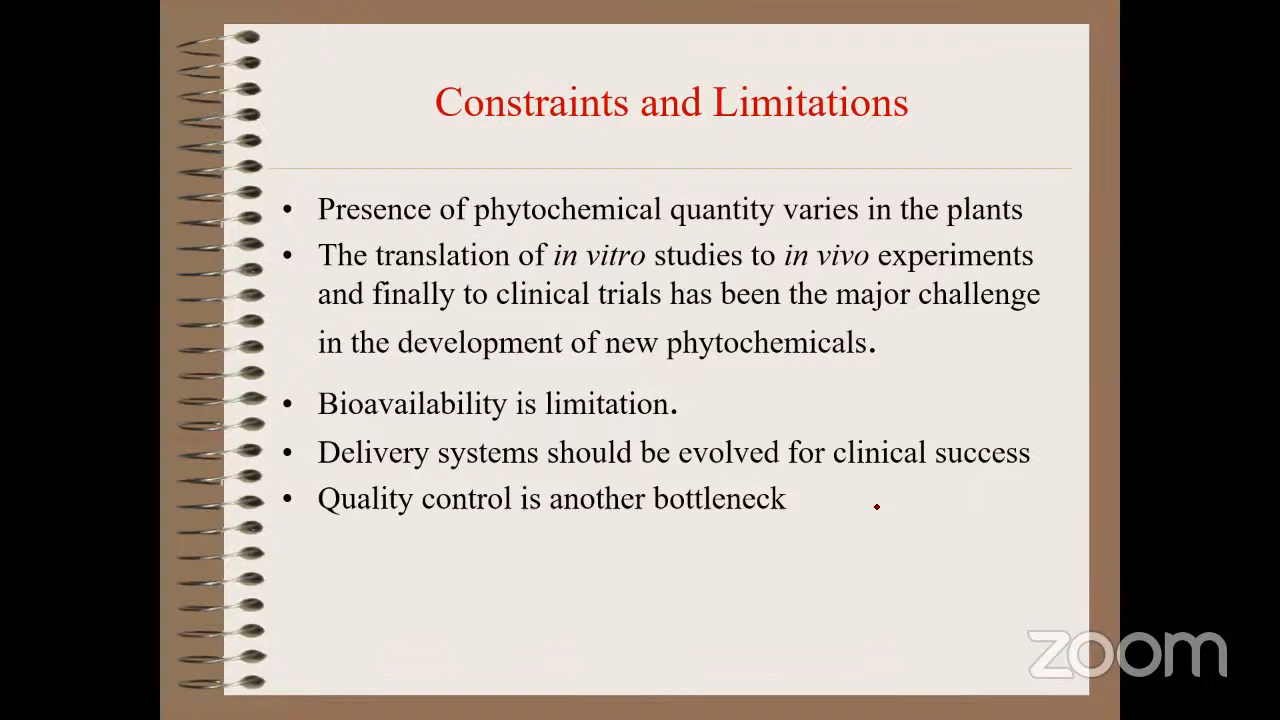 Constraints and Limitations
• Presence of phytochemical quantity varies in the plants
• The translation of in vitro studies to in vivo experiments
and finally to clinical trials has been the major challenge
in the development of new phytochemicals.
• Bioavailability is limitation.
• Delivery systems should be evolved for clinical success
• Quality control is another bottleneck
zoom